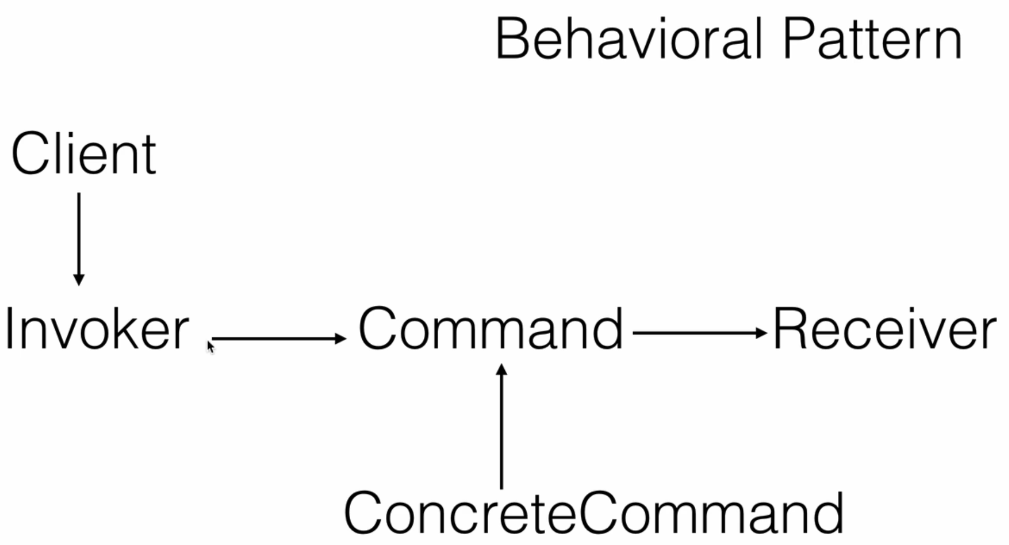 Behavioral Pattern
Client
Invoker
Command
Receiver
ConcreteCommand